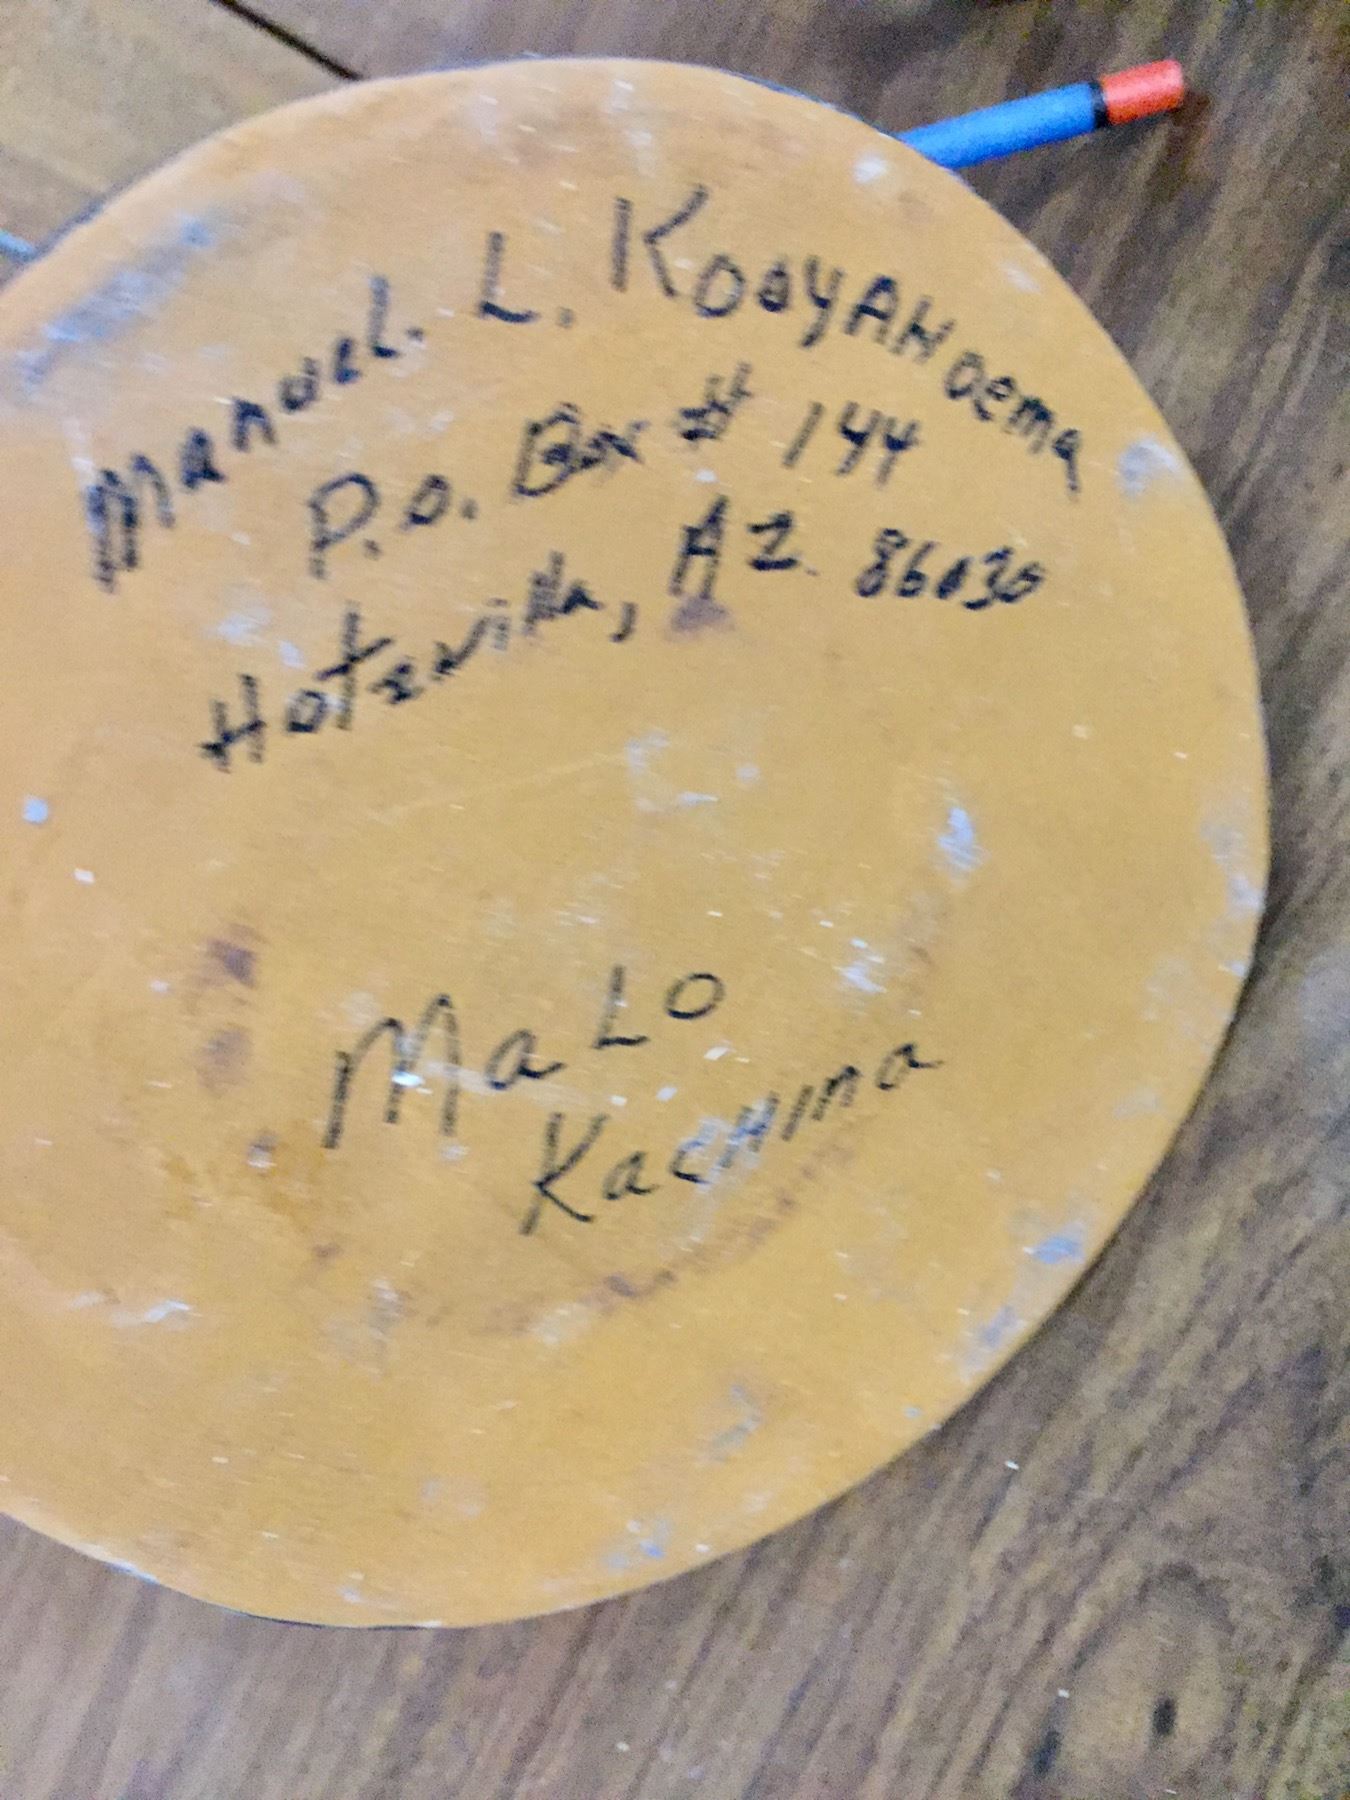 Manuel. L. KooyAHoema
P.o. Box # 144
Hotevilla, AZ. 86030
MaLO
KacHina